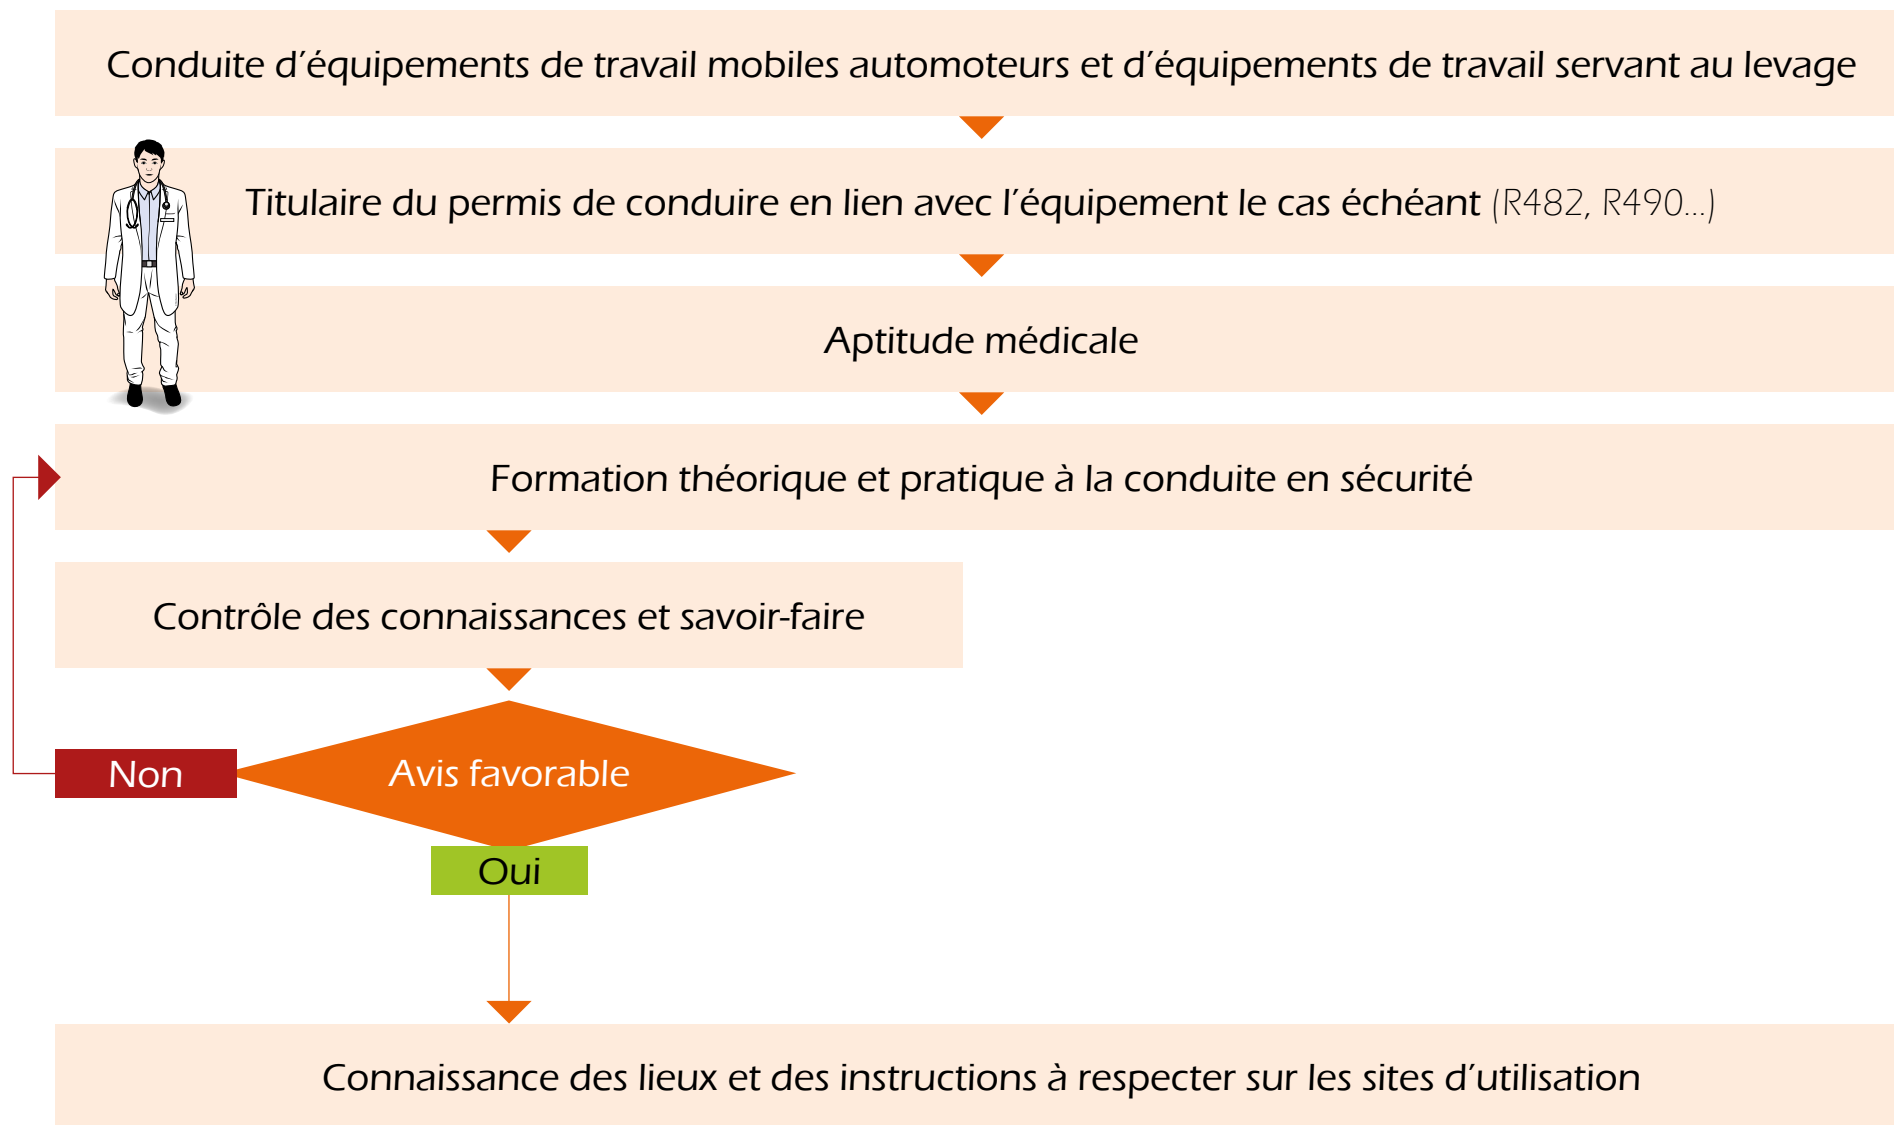 Conduite d’équipements de travail mobiles automoteurs et d’équipements de travail servant au levage
Titulaire du permis de conduire en lien avec l’équipement le cas échéant (R482, R490...)
Aptitude médicale
Formation théorique et pratique à la conduite en sécurité
Contrôle des connaissances et savoir-faire
Non
Avis favorable
Oui
Connaissance des lieux et des instructions à respecter sur les sites d’utilisation